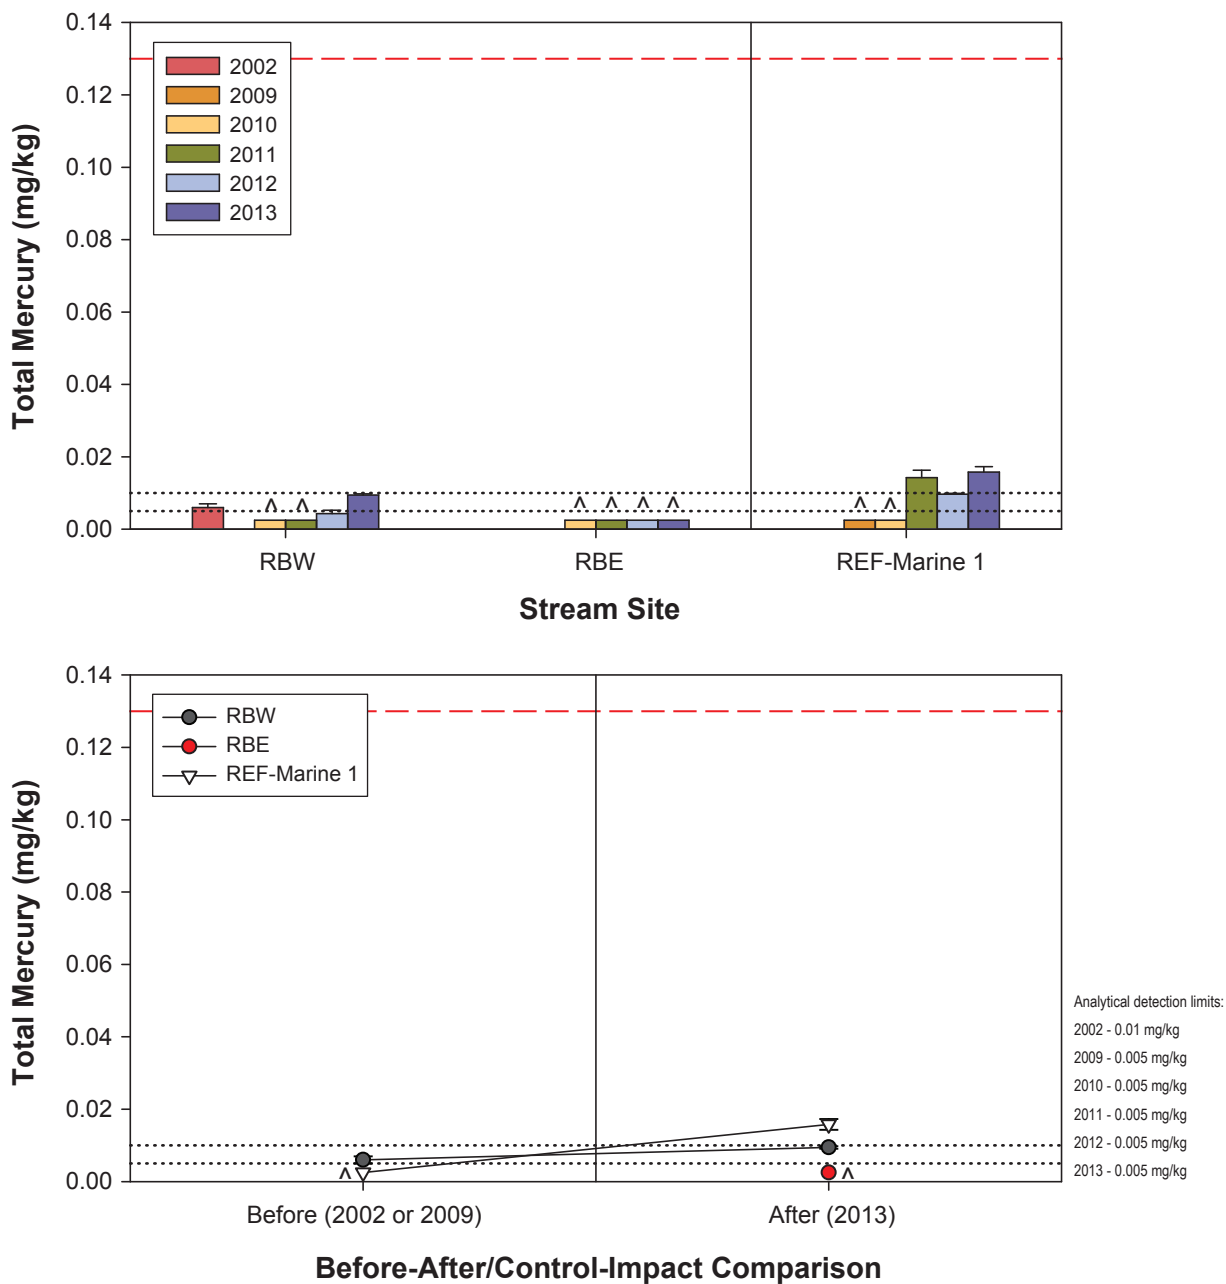 0.14
0.12
0.10
0.08
0.06
0.04
0.02
0.00
Total Mercury (mg/kg)
2002
2009
2010
2011
2012
2013
^ ^ ^ ^ ^ ^ ^ ^
RBW RBE REF-Marine 1
Stream Site
0.14
0.12
0.10
0.08
0.06
0.04
0.02
0.00
Total Mercury (mg/kg)
RBW
RBE
REF-Marine 1
^ ^
Before (2002 or 2009) After (2013)
Before-After/Control-Impact Comparison
Analytical detection limits:
2002 - 0.01 mg/kg
2009 - 0.005 mg/kg
2010 - 0.005 mg/kg
2011 - 0.005 mg/kg
2012 - 0.005 mg/kg
2013 - 0.005 mg/kg